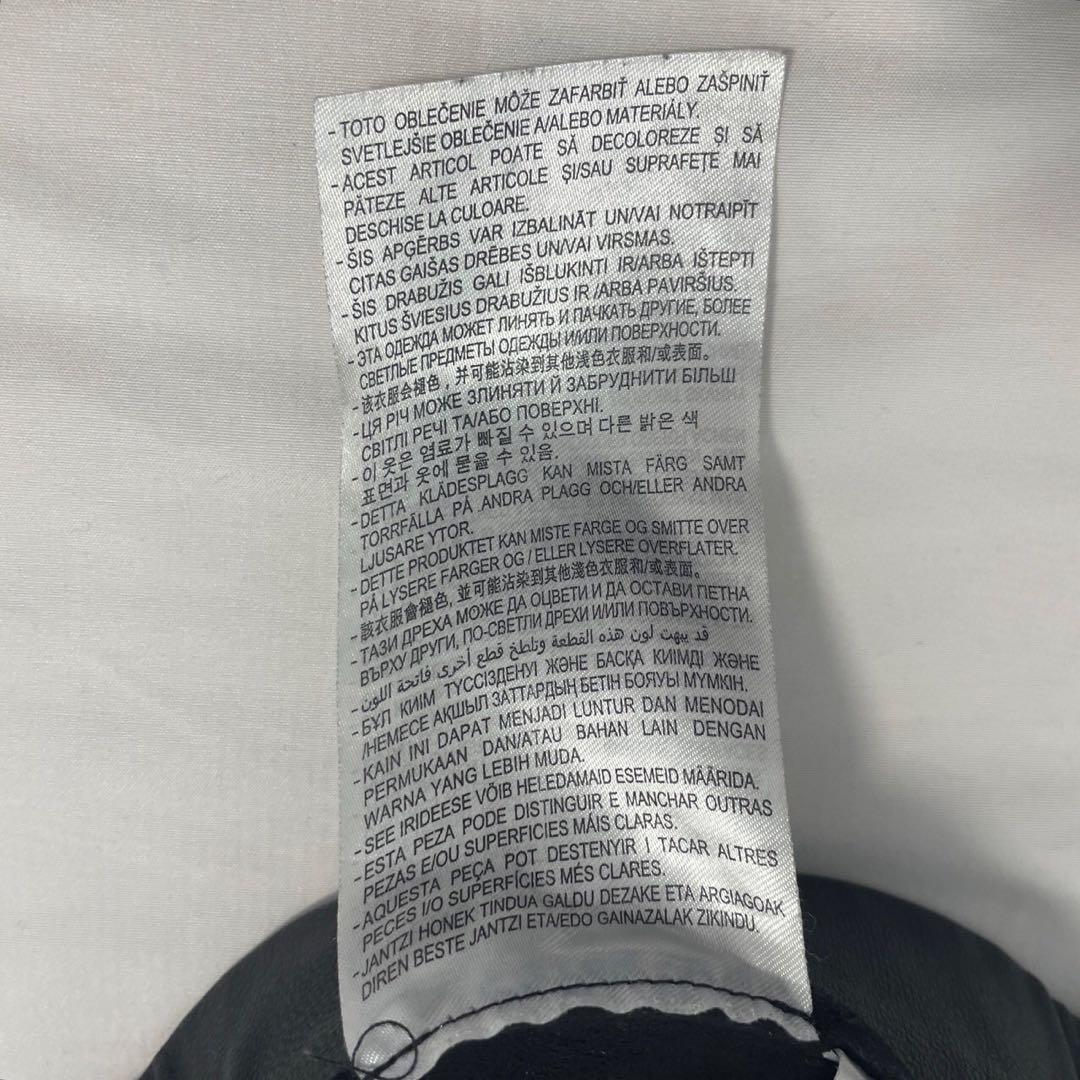 - TOTO OBLEČENIE MÔŽE ZAFARBIŤ ALEBO ZAŠPINIŤ
SVETLEJŠIE OBLEČENIE A/ALEBO MATERIÁLY.
- ACEST ARTICOL POATE SĂ DECOLOREZE ȘI SĂ
PĂTEZE ALTE ARTICOLE ȘI/SAU SUPRAFEȚE MAI
DESCHISE LA CULOARE.
- ŠIS APĢĒRBS VAR IZBALINĀT UN/VAI NOTRAIPĪT
CITAS GAIŠAS DRĒBES UN/VAI VIRSMAS.
- ŠIS DRABUŽIS GALI IŠBLUKINTI IR/ARBA IŠTEPTI
KITUS ŠVIESIUS DRABUŽIUS IR /ARBA PAVIRŠIUS.
- ЭТА ОДЕЖДА МОЖЕТ ЛИНЯТЬ И ПАЧКАТЬ ДРУГИЕ, БОЛЕЕ
СВЕТЛЫЕ ПРЕДМЕТЫ ОДЕЖДЫ И/ИЛИ ПОВЕРХНОСТИ.
- 该衣服会褪色，并可能沾染到其他浅色衣服和/或表面。
- ЦЯ РІЧ МОЖЕ ЗЛИНЯТИ Й ЗАБРУДНИТИ БІЛЬШ
СВІТЛІ РЕЧІ ТА/АБО ПОВЕРХНІ.
- 이 옷은 염료가 빠질 수 있으며 다른 밝은 색
표면과 옷에 묻을 수 있음.
- DETTA KLÄDESPLAGG KAN MISTA FÄRG SAMT
TORRFÄLLA PÅ ANDRA PLAGG OCH/ELLER ANDRA
LJUSARE YTOR.
- DETTE PRODUKTET KAN MISTE FARGE OG SMITTE OVER
PÅ LYSERE FARGER OG / ELLER LYSERE OVERFLATER.
- 該衣服會褪色, 並可能沾染到其他淺色衣服和/或表面。
- ТАЗИ ДРЕХА МОЖЕ ДА ОЦВЕТИ И ДА ОСТАВИ ПЕТНА
ВЪРХУ ДРУГИ, ПО-СВЕТЛИ ДРЕХИ И/ИЛИ ПОВЪРХНОСТИ.
- قد يبهت لون هذه القطعة وتلطخ قطع أخرى فاتحة اللون
- БҰЛ КИІМ ТҮССІЗДЕНУІ ЖӘНЕ БАСҚА КИІМДІ ЖӘНЕ
/НЕМЕСЕ АҚШЫЛ ЗАТТАРДЫҢ БЕТІН БОЯУЫ МҮМКІН.
- KAIN INI DAPAT MENJADI LUNTUR DAN MENODAI
PERMUKAAN DAN/ATAU BAHAN LAIN DENGAN
WARNA YANG LEBIH MUDA.
- SEE IRIDEESE VÕIB HELEDAMAID ESEMEID MÄÄRIDA.
- ESTA PEZA PODE DISTINGUIR E MANCHAR OUTRAS
PEZAS E/OU SUPERFICIES MÁIS CLARAS.
- AQUESTA PEÇA POT DESTENYIR I TACAR ALTRES
PECES I/O SUPERFÍCIES MÉS CLARES.
- JANTZI HONEK TINDUA GALDU DEZAKE ETA ARGIAGOAK
DIREN BESTE JANTZI ETA/EDO GAINAZALAK ZIKINDU.